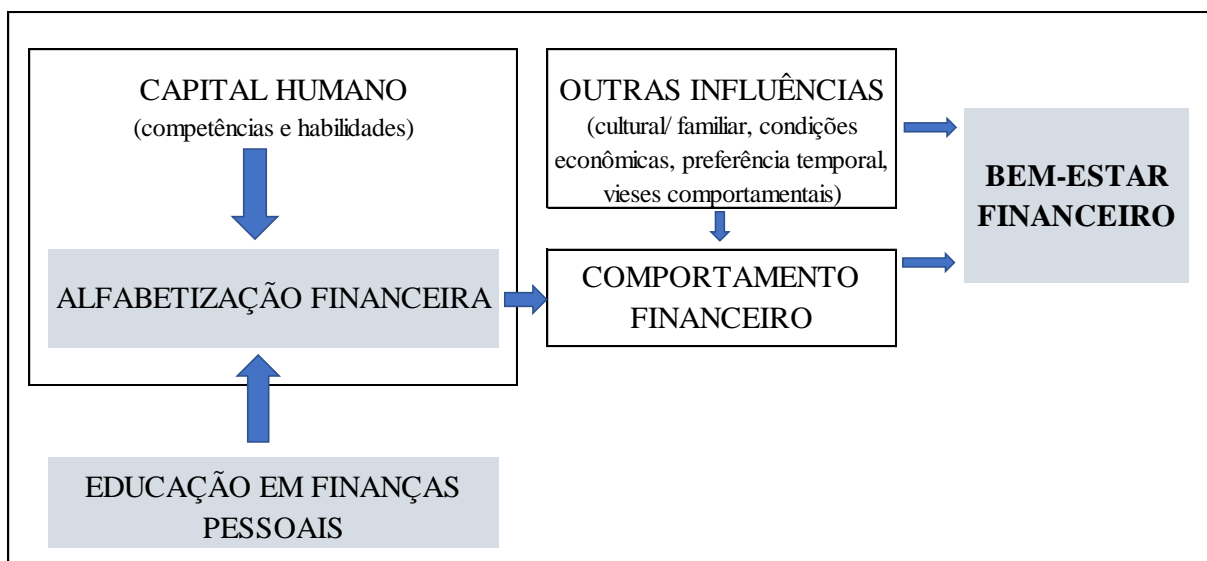 CAPITAL HUMANO
(competências e habilidades)
ALFABETIZAÇÃO FINANCEIRA
EDUCAÇÃO EM FINANÇAS
PESSOAIS
OUTRAS INFLUÊNCIAS
(cultural/ familiar, condições
econômicas, preferência temporal,
vieses comportamentais)
COMPORTAMENTO
FINANCEIRO
BEM-ESTAR
FINANCEIRO